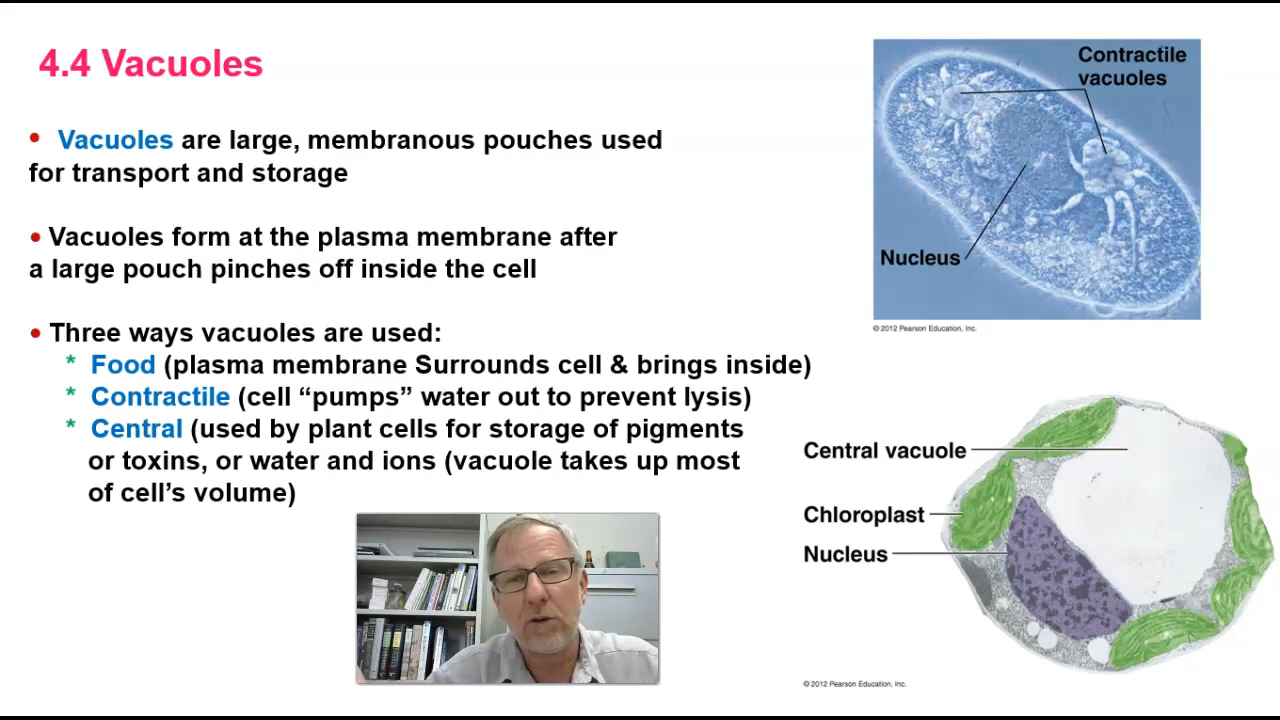 4.4 Vacuoles
• Vacuoles are large, membranous pouches used
for transport and storage
• Vacuoles form at the plasma membrane after
a large pouch pinches off inside the cell
• Three ways vacuoles are used:
* Food (plasma membrane Surrounds cell & brings inside)
* Contractile (cell “pumps” water out to prevent lysis)
* Central (used by plant cells for storage of pigments
or toxins, or water and ions (vacuole takes up most
of cell’s volume)
Contractile
vacuoles
Nucleus
© 2012 Pearson Education, Inc.
Central vacuole
Chloroplast
Nucleus
© 2012 Pearson Education, Inc.